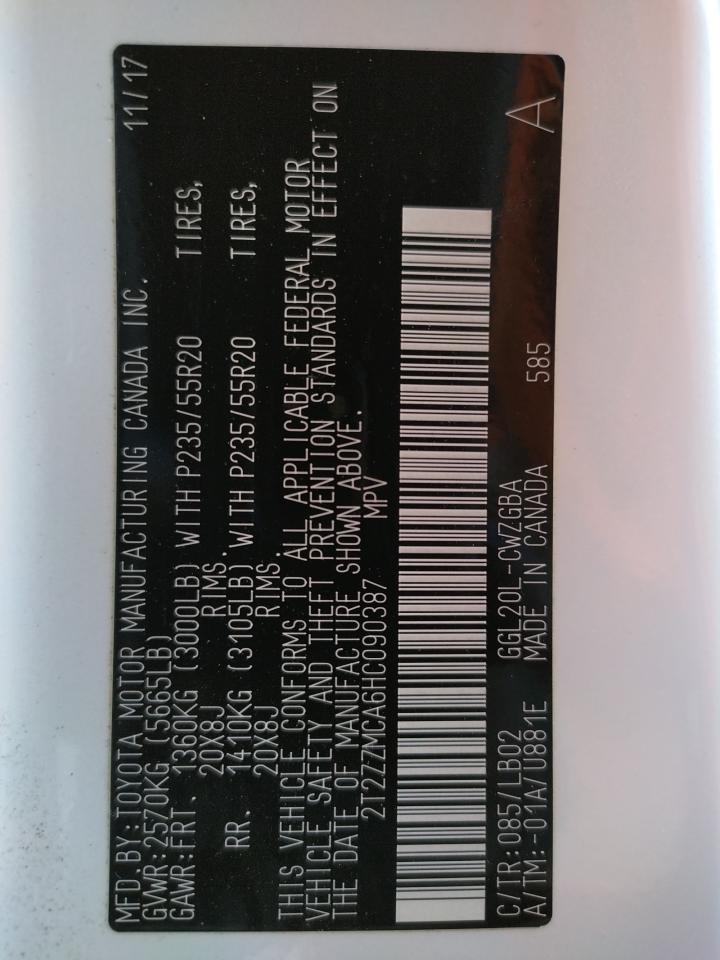 MFD.BY:TOYOTA MOTOR MANUFACTURING CANADA INC. 11/17
GVWR:2570KG (5665LB)
GAWR:FRT. 1360KG (3000LB) WITH P235/55R20 TIRES,
20X8J RIMS.
RR. 1410KG (3105LB) WITH P235/55R20 TIRES,
20X8J RIMS.
THIS VEHICLE CONFORMS TO ALL APPLICABLE FEDERAL MOTOR
VEHICLE SAFETY AND THEFT PREVENTION STANDARDS IN EFFECT ON
THE DATE OF MANUFACTURE SHOWN ABOVE.
2T2ZZMCA6HC090387 MPV
C/TR:085/LB02 GGL20L-CWZGBA
A/TM:-01A/U881E MADE IN CANADA 585 A